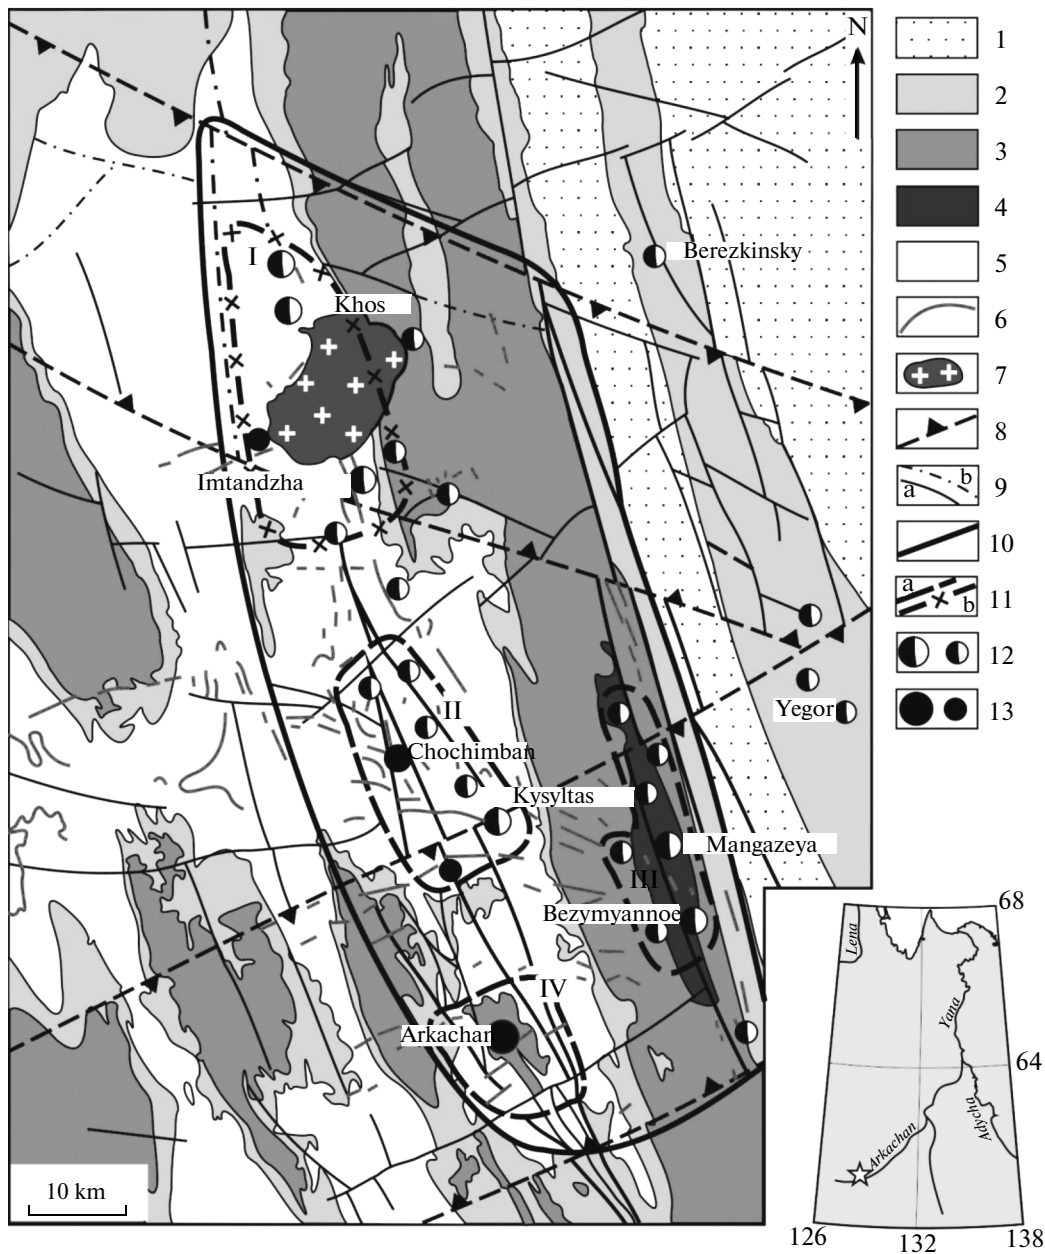 N
I
Khos
Berezkinsky
Imtandzha
II
Chochimban
Kysyltas
Yegor
Mangazeya
III
Bezymyannoe
IV
Arkachan
10 km
1
2
3
4
5
6
7
8
a b 9
10
a b 11
12
13
68
64
126
132
138
Lena
Yana
Adycha
Arkachan